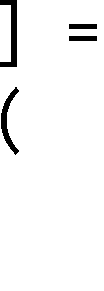 ] =
(